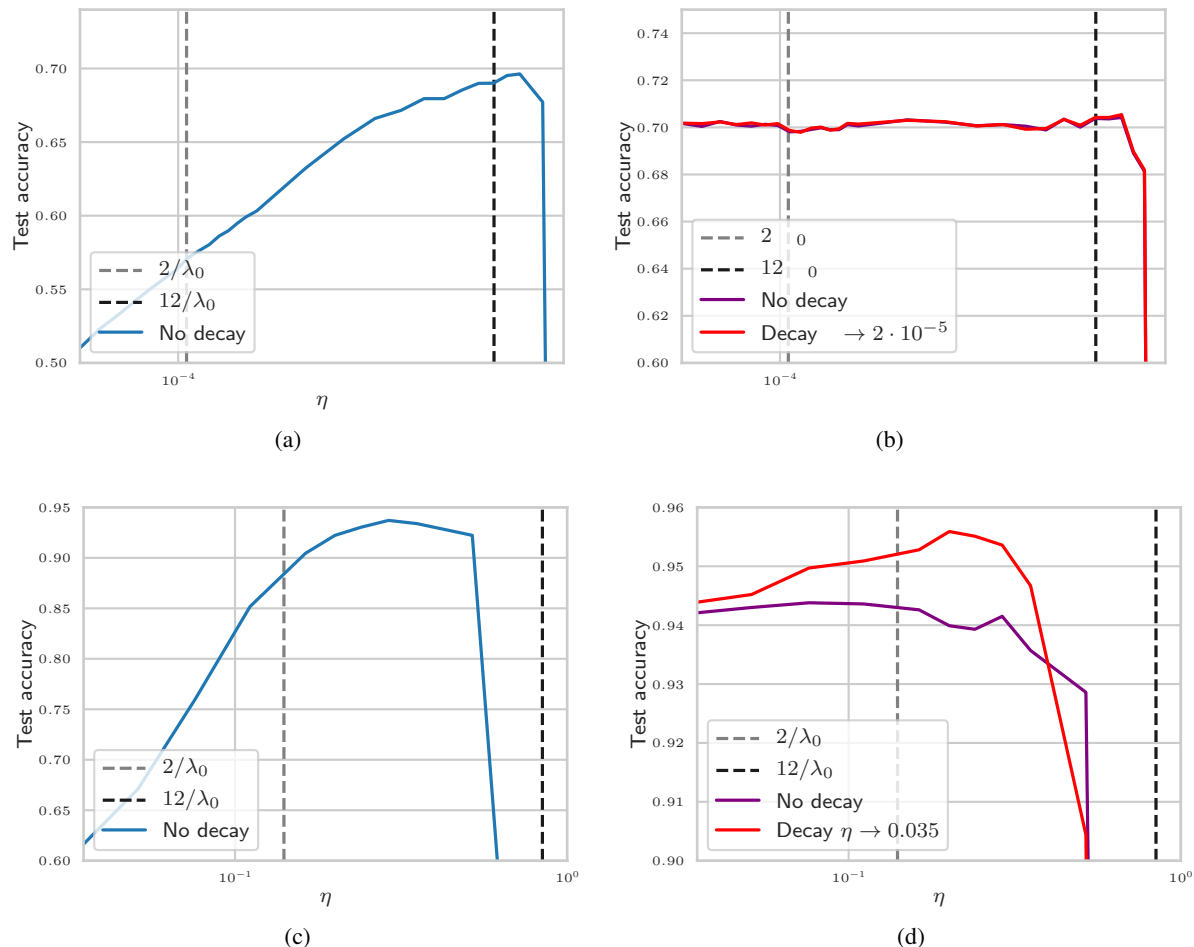 Test accuracy
0.70
0.65
0.60
0.55
0.50
2/λ₀
12/λ₀
No decay
10⁻⁴
η
(a)
Test accuracy
0.74
0.72
0.70
0.68
0.66
0.64
0.62
0.60
2 ₀
12 ₀
No decay
Decay → 2 · 10⁻⁵
10⁻⁴
(b)
Test accuracy
0.95
0.90
0.85
0.80
0.75
0.70
0.65
0.60
2/λ₀
12/λ₀
No decay
10⁻¹
10⁰
η
(c)
Test accuracy
0.96
0.95
0.94
0.93
0.92
0.91
0.90
2/λ₀
12/λ₀
No decay
Decay η → 0.035
10⁻¹
10⁰
η
(d)